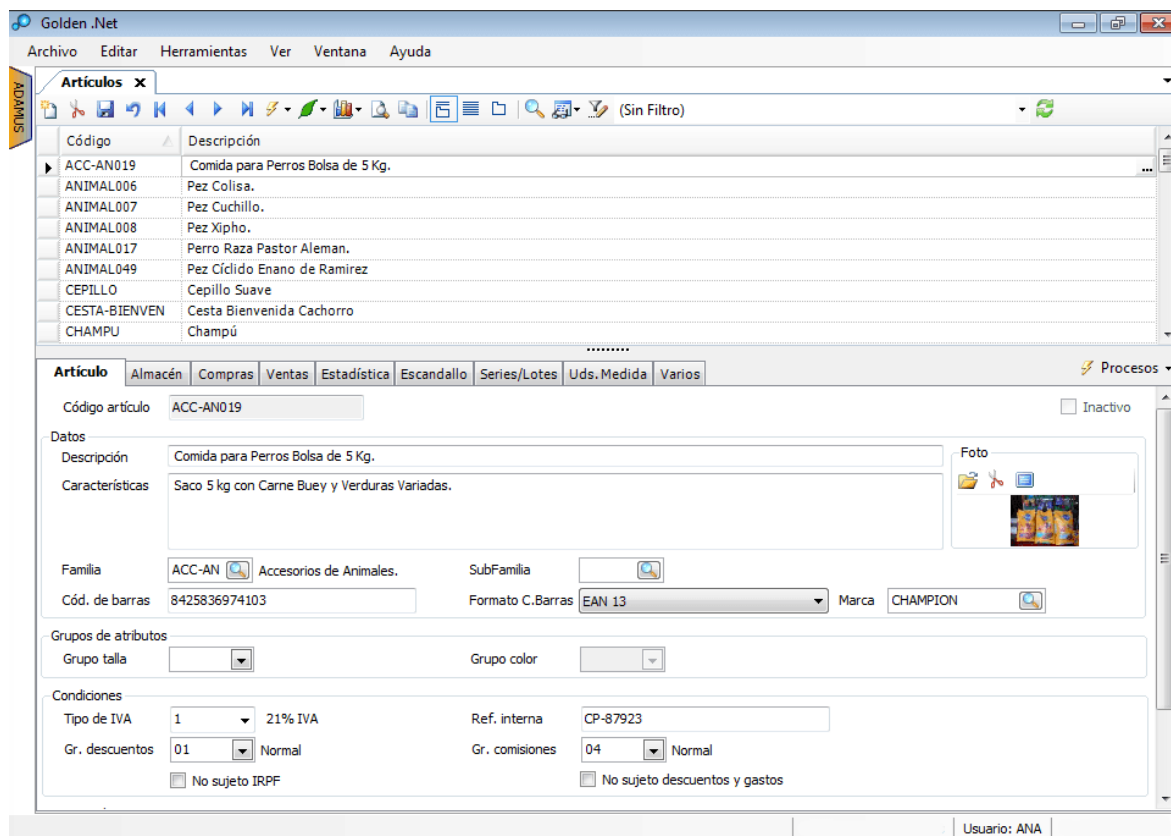 Golden .Net
Archivo Editar Herramientas Ver Ventana Ayuda
ADAMUS
Artículos X
(Sin Filtro)
Código Descripción
ACC-AN019 Comida para Perros Bolsa de 5 Kg. ...
ANIMAL006 Pez Colisa.
ANIMAL007 Pez Cuchillo.
ANIMAL008 Pez Xipho.
ANIMAL017 Perro Raza Pastor Aleman.
ANIMAL049 Pez Cíclido Enano de Ramirez
CEPILLO Cepillo Suave
CESTA-BIENVEN Cesta Bienvenida Cachorro
CHAMPU Champú
Artículo Almacén Compras Ventas Estadística Escandallo Series/Lotes Uds. Medida Varios Procesos
Código artículo ACC-AN019 Inactivo
Datos
Descripción Comida para Perros Bolsa de 5 Kg. Foto
Características Saco 5 kg con Carne Buey y Verduras Variadas.
Familia ACC-AN Accesorios de Animales. SubFamilia
Cód. de barras 8425836974103 Formato C.Barras EAN 13 Marca CHAMPION
Grupos de atributos
Grupo talla Grupo color
Condiciones
Tipo de IVA 1 21% IVA Ref. interna CP-87923
Gr. descuentos 01 Normal Gr. comisiones 04 Normal
No sujeto IRPF No sujeto descuentos y gastos
Usuario: ANA